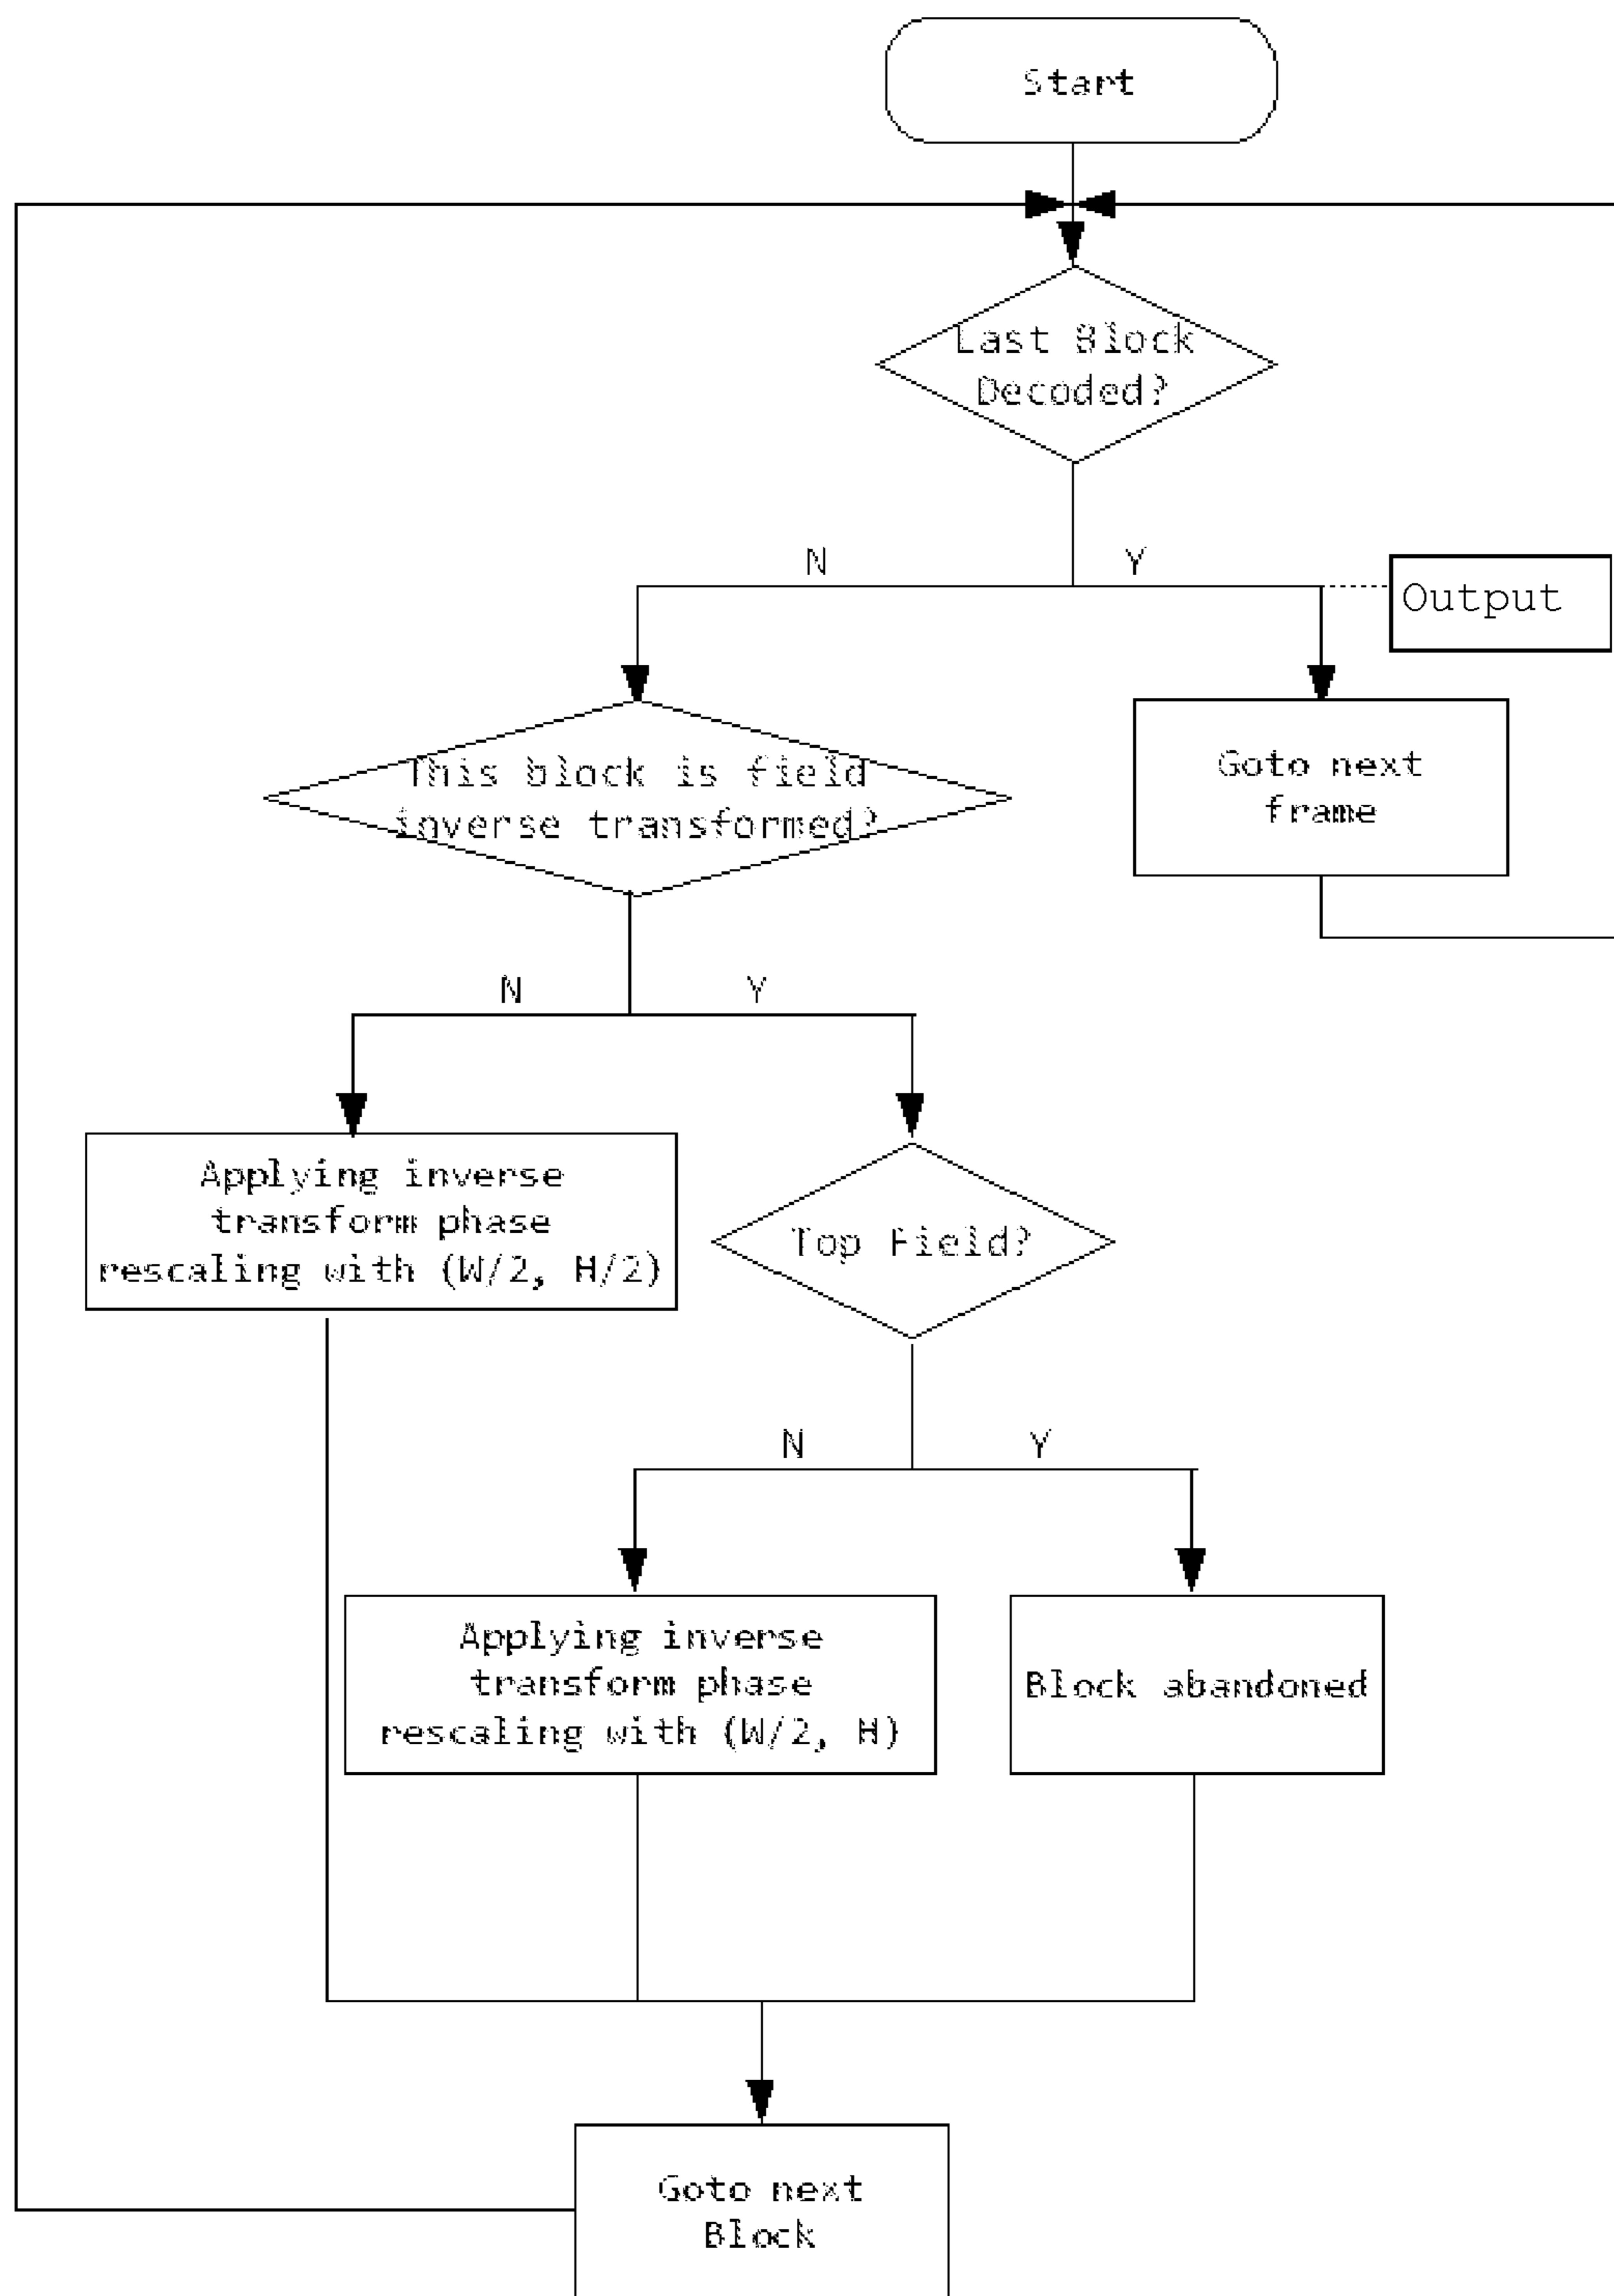 Start
Last Block
Decoded?
N
Y
Output
This block is field
inverse transformed?
Goto next
frame
N
Y
Applying inverse
transform phase
rescaling with (W/2, H/2)
Top Field?
N
Y
Applying inverse
transform phase
rescaling with (W/2, H)
Block abandoned
Goto next
Block